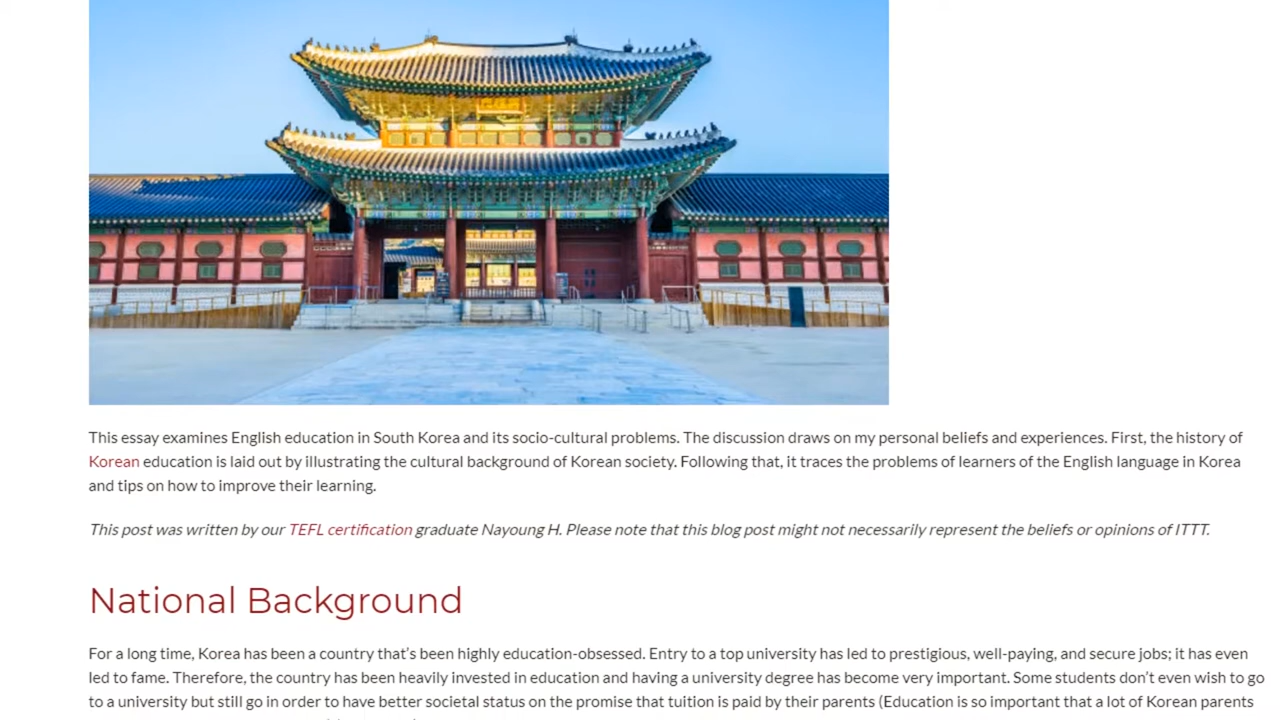 This essay examines English education in South Korea and its socio-cultural problems. The discussion draws on my personal beliefs and experiences. First, the history of
Korean education is laid out by illustrating the cultural background of Korean society. Following that, it traces the problems of learners of the English language in Korea
and tips on how to improve their learning.
This post was written by our TEFL certification graduate Nayoung H. Please note that this blog post might not necessarily represent the beliefs or opinions of ITTT.
National Background
For a long time, Korea has been a country that’s been highly education-obsessed. Entry to a top university has led to prestigious, well-paying, and secure jobs; it has even
led to fame. Therefore, the country has been heavily invested in education and having a university degree has become very important. Some students don’t even wish to go
to a university but still go in order to have better societal status on the promise that tuition is paid by their parents (Education is so important that a lot of Korean parents